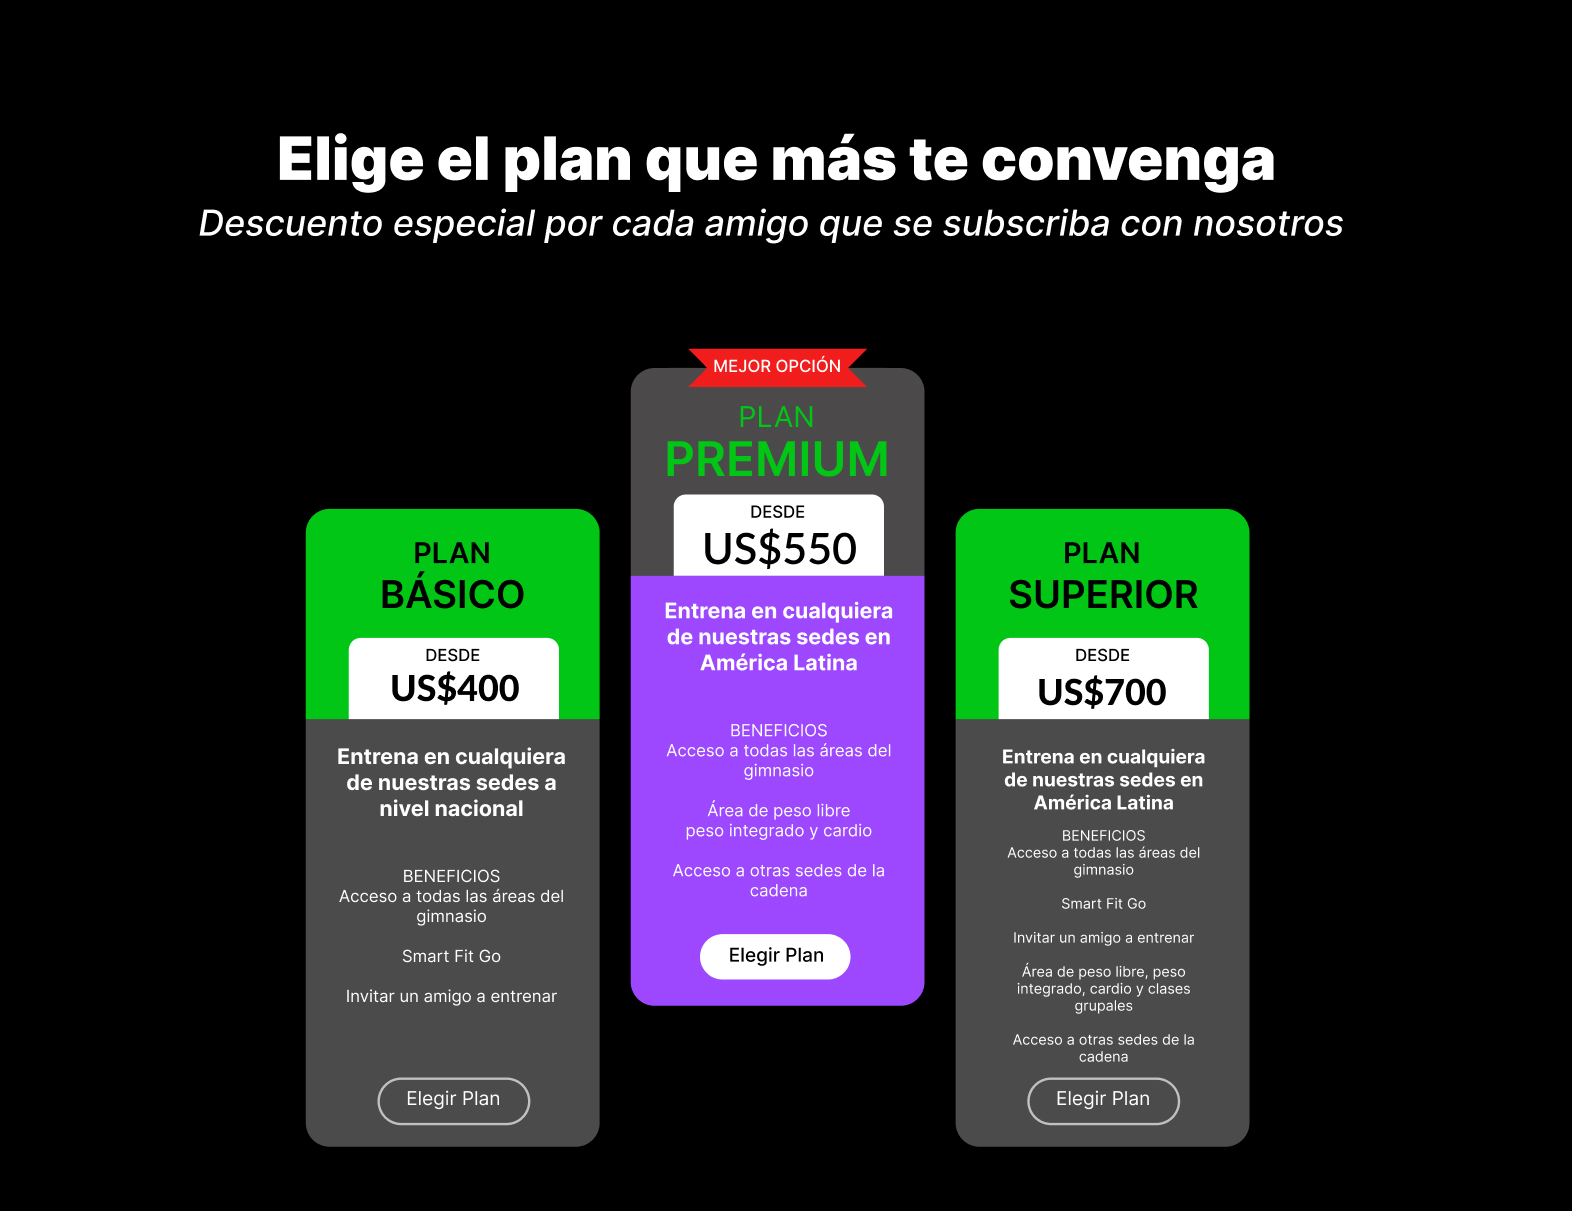 Elige el plan que más te convenga
Descuento especial por cada amigo que se subscriba con nosotros
PLAN
BÁSICO
DESDE
US$400
Entrena en cualquiera
de nuestras sedes a
nivel nacional
BENEFICIOS
Acceso a todas las áreas del
gimnasio
Smart Fit Go
Invitar un amigo a entrenar
Elegir Plan
MEJOR OPCIÓN
PLAN
PREMIUM
DESDE
US$550
Entrena en cualquiera
de nuestras sedes en
América Latina
BENEFICIOS
Acceso a todas las áreas del
gimnasio
Área de peso libre
peso integrado y cardio
Acceso a otras sedes de la
cadena
Elegir Plan
PLAN
SUPERIOR
DESDE
US$700
Entrena en cualquiera
de nuestras sedes en
América Latina
BENEFICIOS
Acceso a todas las áreas del
gimnasio
Smart Fit Go
Invitar un amigo a entrenar
Área de peso libre, peso
integrado, cardio y clases
grupales
Acceso a otras sedes de la
cadena
Elegir Plan